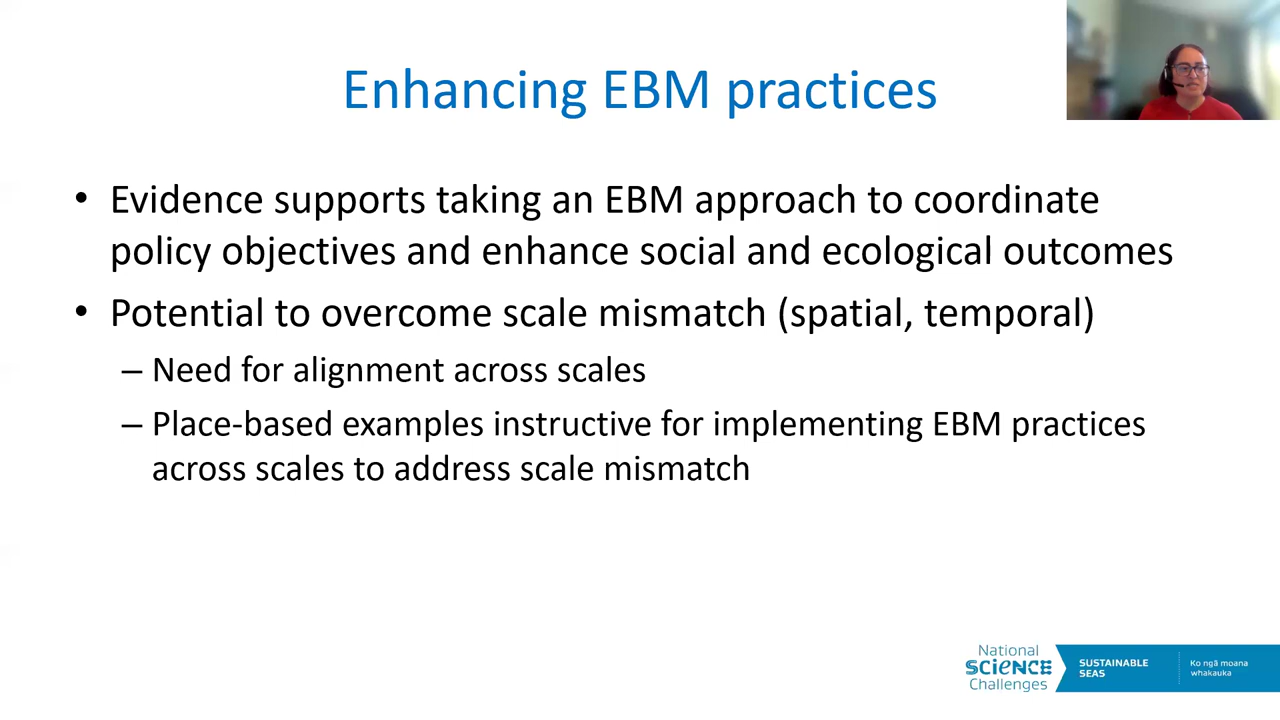 Enhancing EBM practices
• Evidence supports taking an EBM approach to coordinate
policy objectives and enhance social and ecological outcomes
• Potential to overcome scale mismatch (spatial, temporal)
– Need for alignment across scales
– Place-based examples instructive for implementing EBM practices
across scales to address scale mismatch
National
SCIENCE
Challenges
SUSTAINABLE
SEAS
Ko ngā moana
whakauka